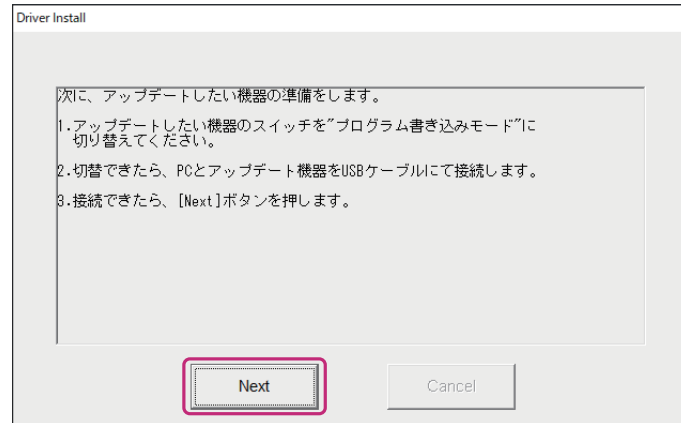 Driver Install
次に、アップデートしたい機器の準備をします。
1.アップデートしたい機器のスイッチを"プログラム書き込みモード"に
切り替えてください。
2.切替できたら、PCとアップデート機器をUSBケーブルにて接続します。
3.接続できたら、[Next]ボタンを押します。
Next
Cancel